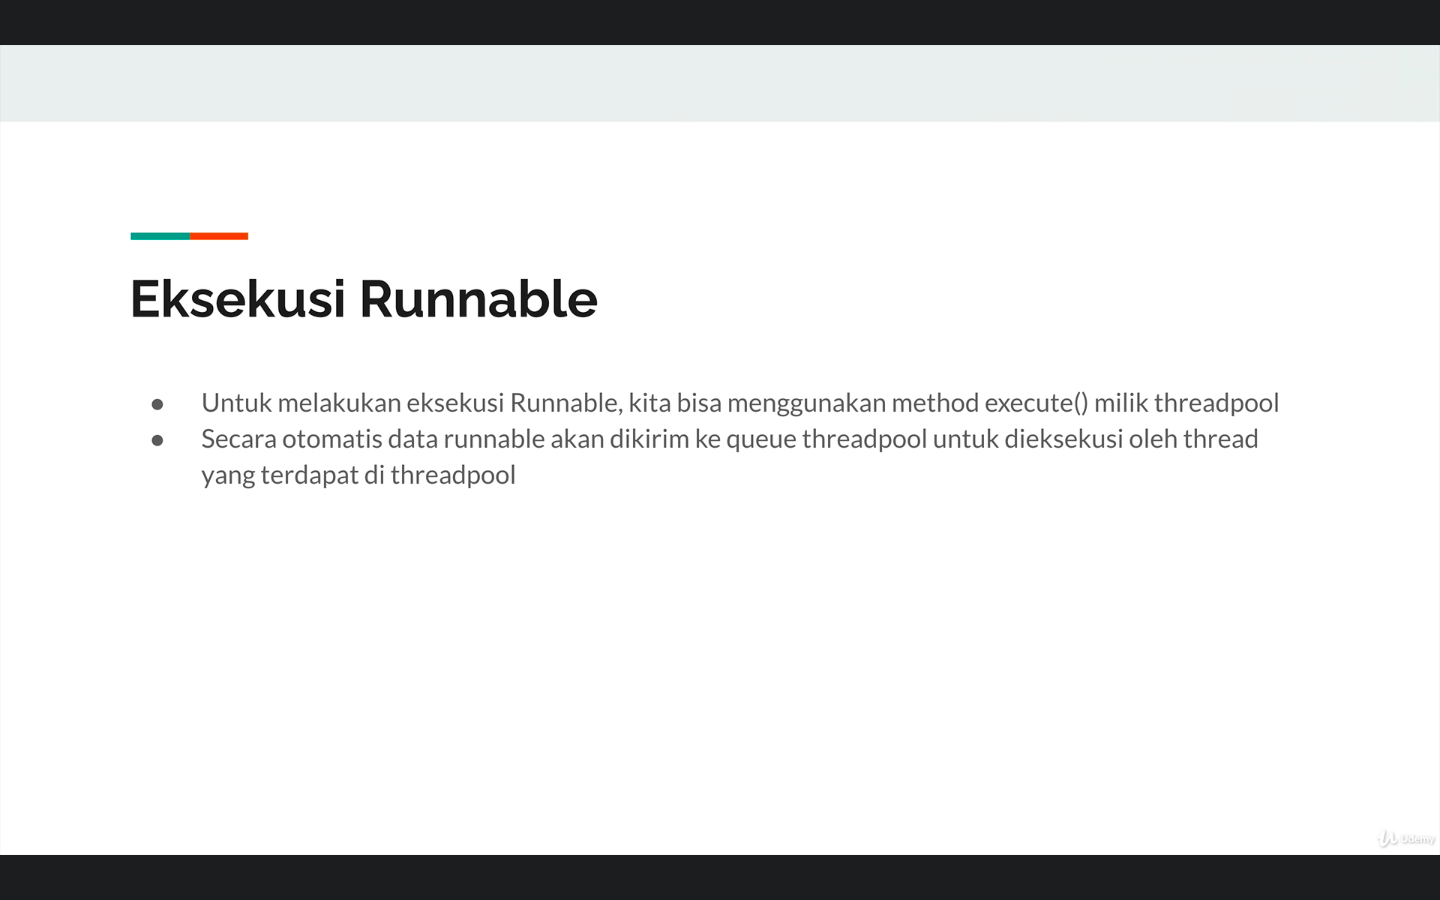 Eksekusi Runnable
● Untuk melakukan eksekusi Runnable, kita bisa menggunakan method execute() milik threadpool
● Secara otomatis data runnable akan dikirim ke queue threadpool untuk dieksekusi oleh thread
yang terdapat di threadpool
Udemy